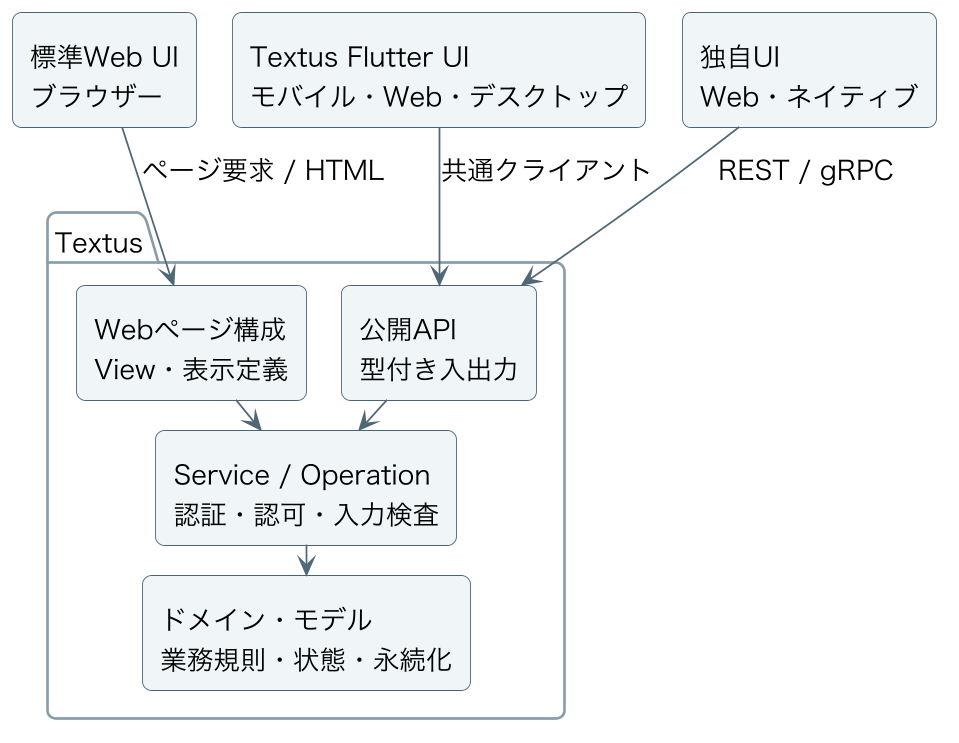 標準Web UI
ブラウザー
Textus Flutter UI
モバイル・Web・デスクトップ
独自UI
Web・ネイティブ
ページ要求 / HTML
共通クライアント
REST / gRPC
Textus
Webページ構成
View・表示定義
公開API
型付き入出力
Service / Operation
認証・認可・入力検査
ドメイン・モデル
業務規則・状態・永続化